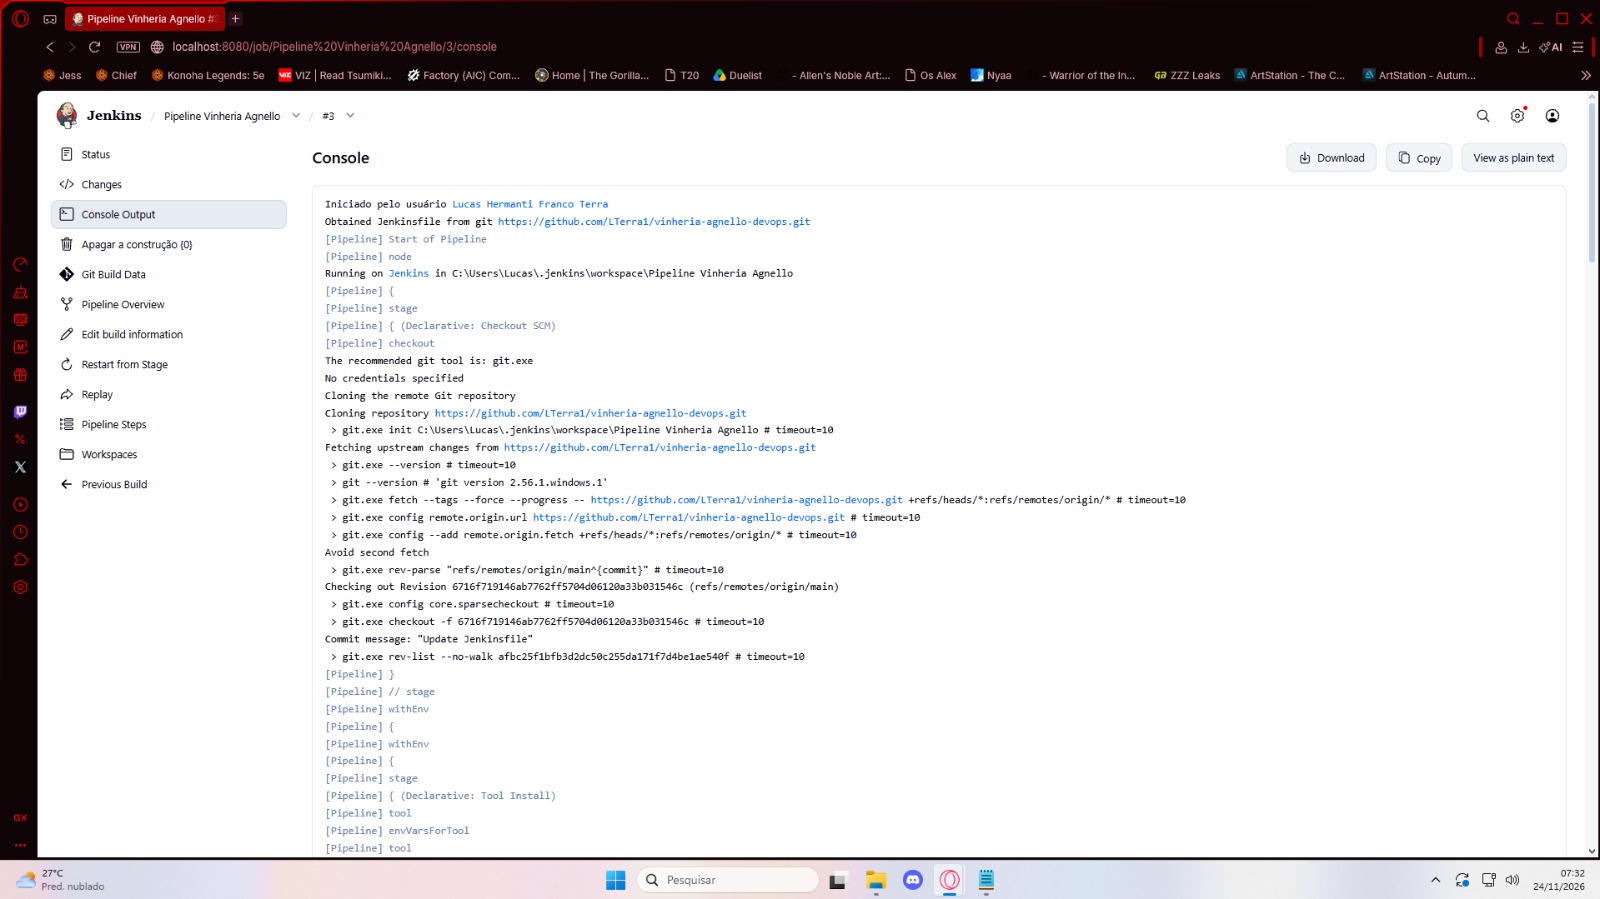 Pipeline Vinheria Agnello #3
VPN
localhost:8080/job/Pipeline%20Vinheria%20Agnello/3/console
AI
Jess
Chief
Konoha Legends: 5e
VIZ | Read Tsumiki...
Factory (AIC) Com...
Home | The Gorilla...
T20
Duelist
- Allen's Noble Art:...
Os Alex
Nyaa
- Warrior of the In...
ZZZ Leaks
ArtStation - The C...
ArtStation - Autum...
Jenkins / Pipeline Vinheria Agnello / #3
Status
Changes
Console Output
Apagar a construção {0}
Git Build Data
Pipeline Overview
Edit build information
Restart from Stage
Replay
Pipeline Steps
Workspaces
Previous Build
Console
Download
Copy
View as plain text
Iniciado pelo usuário Lucas Hermanti Franco Terra
Obtained Jenkinsfile from git https://github.com/LTerra1/vinheria-agnello-devops.git
[Pipeline] Start of Pipeline
[Pipeline] node
Running on Jenkins in C:\Users\Lucas\.jenkins\workspace\Pipeline Vinheria Agnello
[Pipeline] {
[Pipeline] stage
[Pipeline] { (Declarative: Checkout SCM)
[Pipeline] checkout
The recommended git tool is: git.exe
No credentials specified
Cloning the remote Git repository
Cloning repository https://github.com/LTerra1/vinheria-agnello-devops.git
> git.exe init C:\Users\Lucas\.jenkins\workspace\Pipeline Vinheria Agnello # timeout=10
Fetching upstream changes from https://github.com/LTerra1/vinheria-agnello-devops.git
> git.exe --version # timeout=10
> git --version # 'git version 2.56.1.windows.1'
> git.exe fetch --tags --force --progress -- https://github.com/LTerra1/vinheria-agnello-devops.git +refs/heads/*:refs/remotes/origin/* # timeout=10
> git.exe config remote.origin.url https://github.com/LTerra1/vinheria-agnello-devops.git # timeout=10
> git.exe config --add remote.origin.fetch +refs/heads/*:refs/remotes/origin/* # timeout=10
Avoid second fetch
> git.exe rev-parse "refs/remotes/origin/main^{commit}" # timeout=10
Checking out Revision 6716f719146ab7762ff5704d06120a33b031546c (refs/remotes/origin/main)
> git.exe config core.sparsecheckout # timeout=10
> git.exe checkout -f 6716f719146ab7762ff5704d06120a33b031546c # timeout=10
Commit message: "Update Jenkinsfile"
> git.exe rev-list --no-walk afbc25f1bfb3d2dc50c255da171f7d4be1ae540f # timeout=10
[Pipeline] }
[Pipeline] // stage
[Pipeline] withEnv
[Pipeline] {
[Pipeline] withEnv
[Pipeline] {
[Pipeline] stage
[Pipeline] { (Declarative: Tool Install)
[Pipeline] tool
[Pipeline] envVarsForTool
[Pipeline] tool
GX
27°C
Pred. nublado
Pesquisar
07:32
24/11/2026